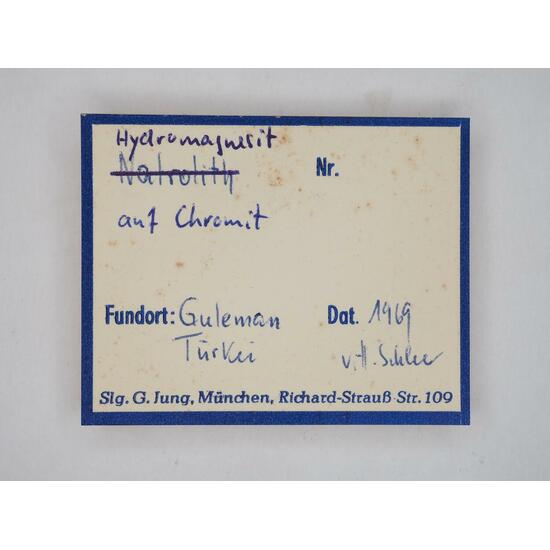 Hydromagnesit
Natrolith Nr.
auf Chromit
Fundort: Guleman Dat. 1969
Türkei v. H.
Slg. G. Jung, München, Richard-Strauß-Str. 109